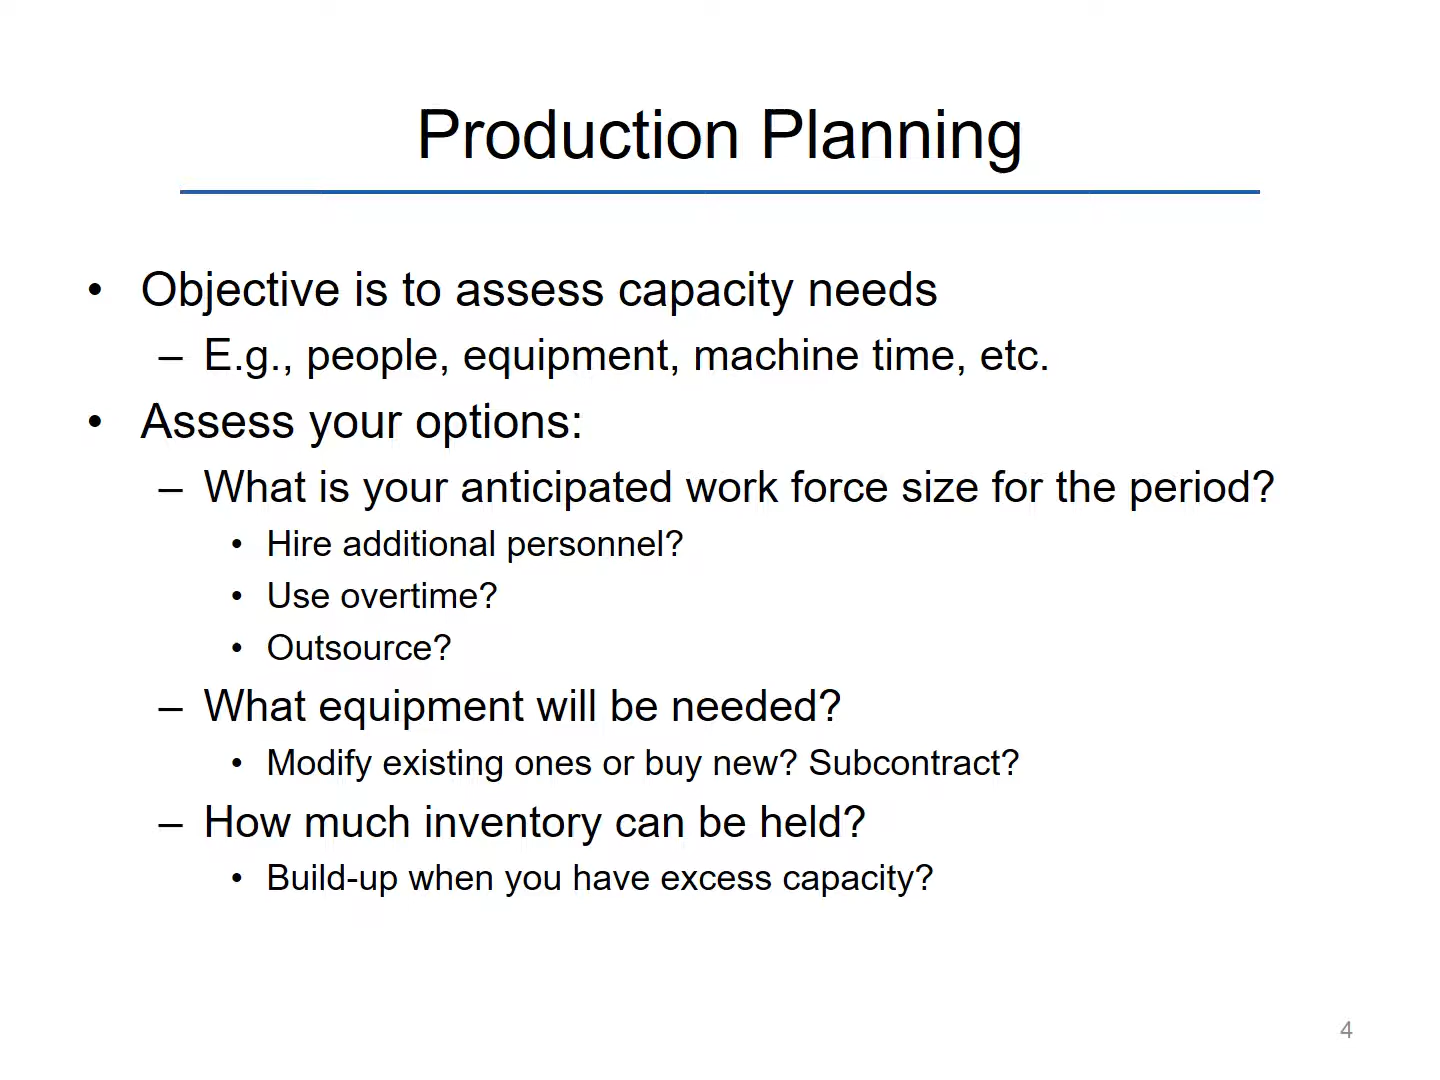 Production Planning
• Objective is to assess capacity needs
– E.g., people, equipment, machine time, etc.
• Assess your options:
– What is your anticipated work force size for the period?
• Hire additional personnel?
• Use overtime?
• Outsource?
– What equipment will be needed?
• Modify existing ones or buy new? Subcontract?
– How much inventory can be held?
• Build-up when you have excess capacity?
4